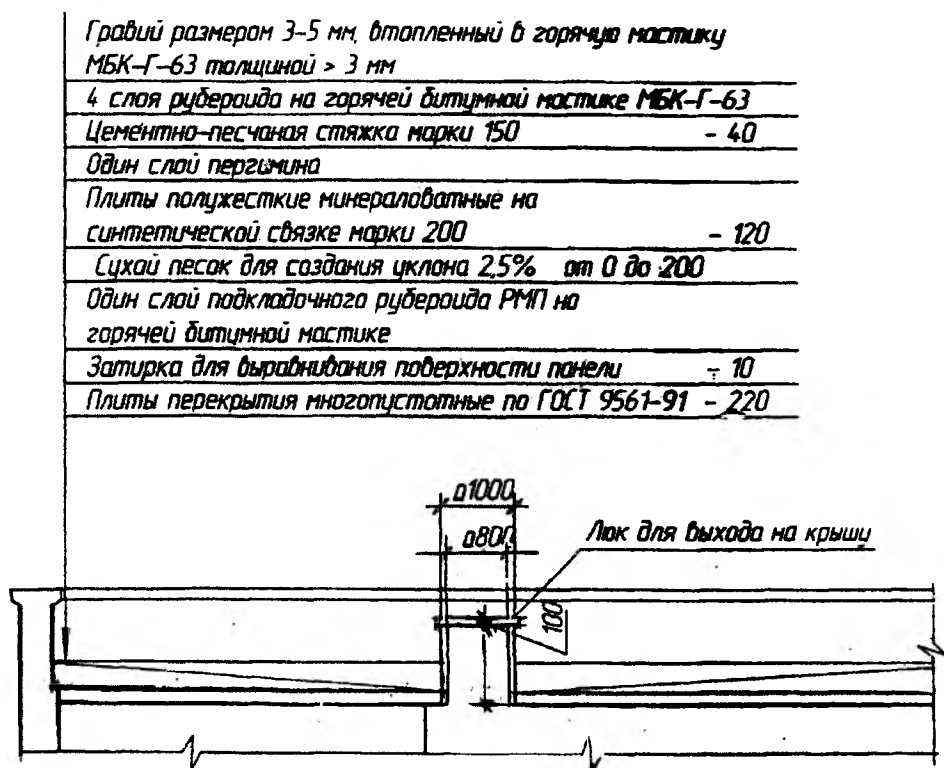 Гравий размером 3-5 мм, втопленный в горячую мастику
МБК-Г-63 толщиной > 3 мм
4 слоя рубероида на горячей битумной мастике МБК-Г-63
Цементно-песчаная стяжка марки 150 - 40
Один слой пергимина
Плиты полужесткие минераловатные на
синтетической связке марки 200 - 120
Сухой песок для создания уклона 2,5% от 0 до 200
Один слой подкладочного рубероида РМП на
горячей битумной мастике
Затирка для выравнивания поверхности панели - 10
Плиты перекрытия многопустотные по ГОСТ 9561-91 - 220
□1000
□800
Люк для выхода на крыши
100